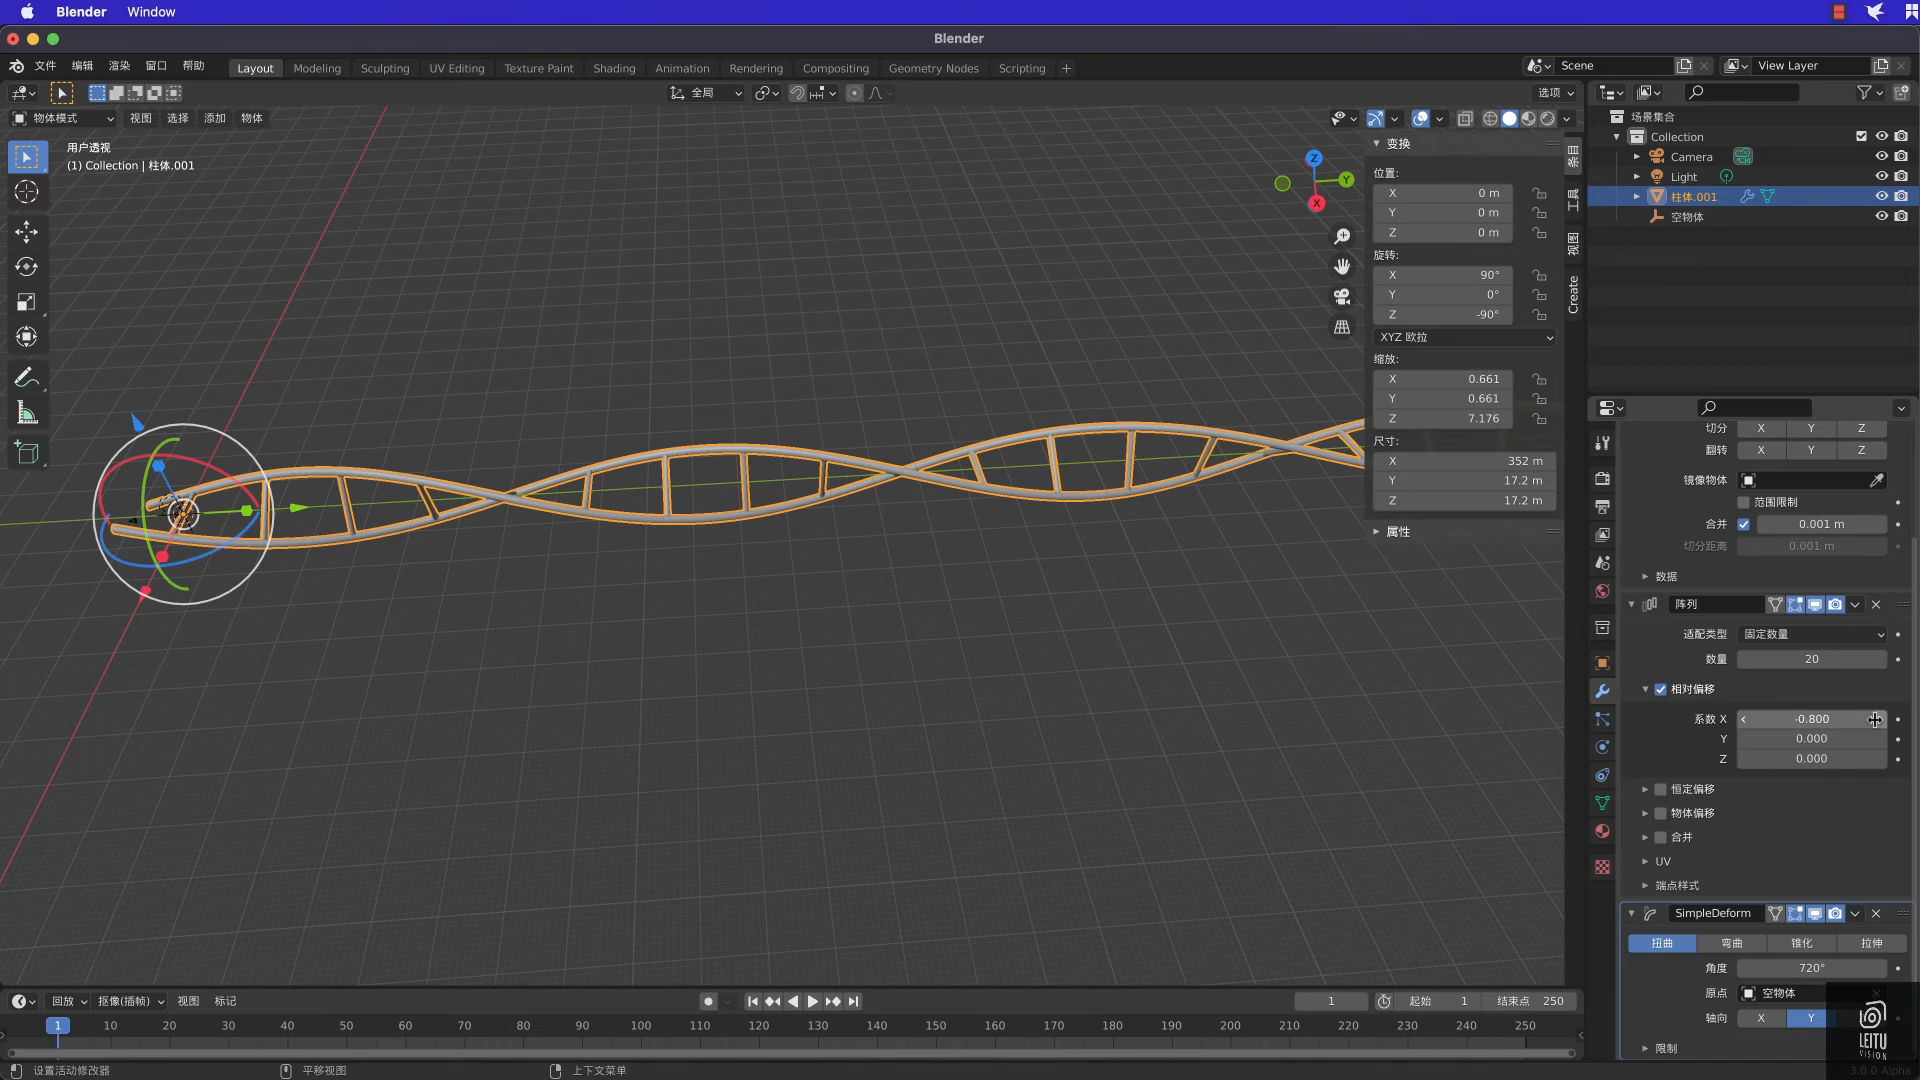 Blender Window
Blender
文件 编辑 渲染 窗口 帮助 Layout Modeling Sculpting UV Editing Texture Paint Shading Animation Rendering Compositing Geometry Nodes Scripting + Scene View Layer
全局 选项
物体模式 视图 选择 添加 物体
用户透视
(1) Collection | 柱体.001
Z
Y
X
变换
位置:
X 0 m
Y 0 m
Z 0 m
旋转:
X 90°
Y 0°
Z -90°
XYZ 欧拉
缩放:
X 0.661
Y 0.661
Z 7.176
尺寸:
X 352 m
Y 17.2 m
Z 17.2 m
属性
条目
工具
视图
Create
场景集合
Collection
Camera
Light
柱体.001
空物体
切分 X Y Z
翻转 X Y Z
镜像物体
范围限制
合并 0.001 m
切分距离 0.001 m
数据
阵列
适配类型 固定数量
数量 20
相对偏移
系数 X -0.800
Y 0.000
Z 0.000
恒定偏移
物体偏移
合并
UV
端点样式
SimpleDeform
扭曲 弯曲 锥化 拉伸
角度 720°
原点 空物体
轴向 X Y
限制
LEITU
VISION
3.0.0 Alpha
回放 抠像(插帧) 视图 标记 1 起始 1 结束点 250
1 10 20 30 40 50 60 70 80 90 100 110 120 130 140 150 160 170 180 190 200 210 220 230 240 250
设置活动修改器 平移视图 上下文菜单